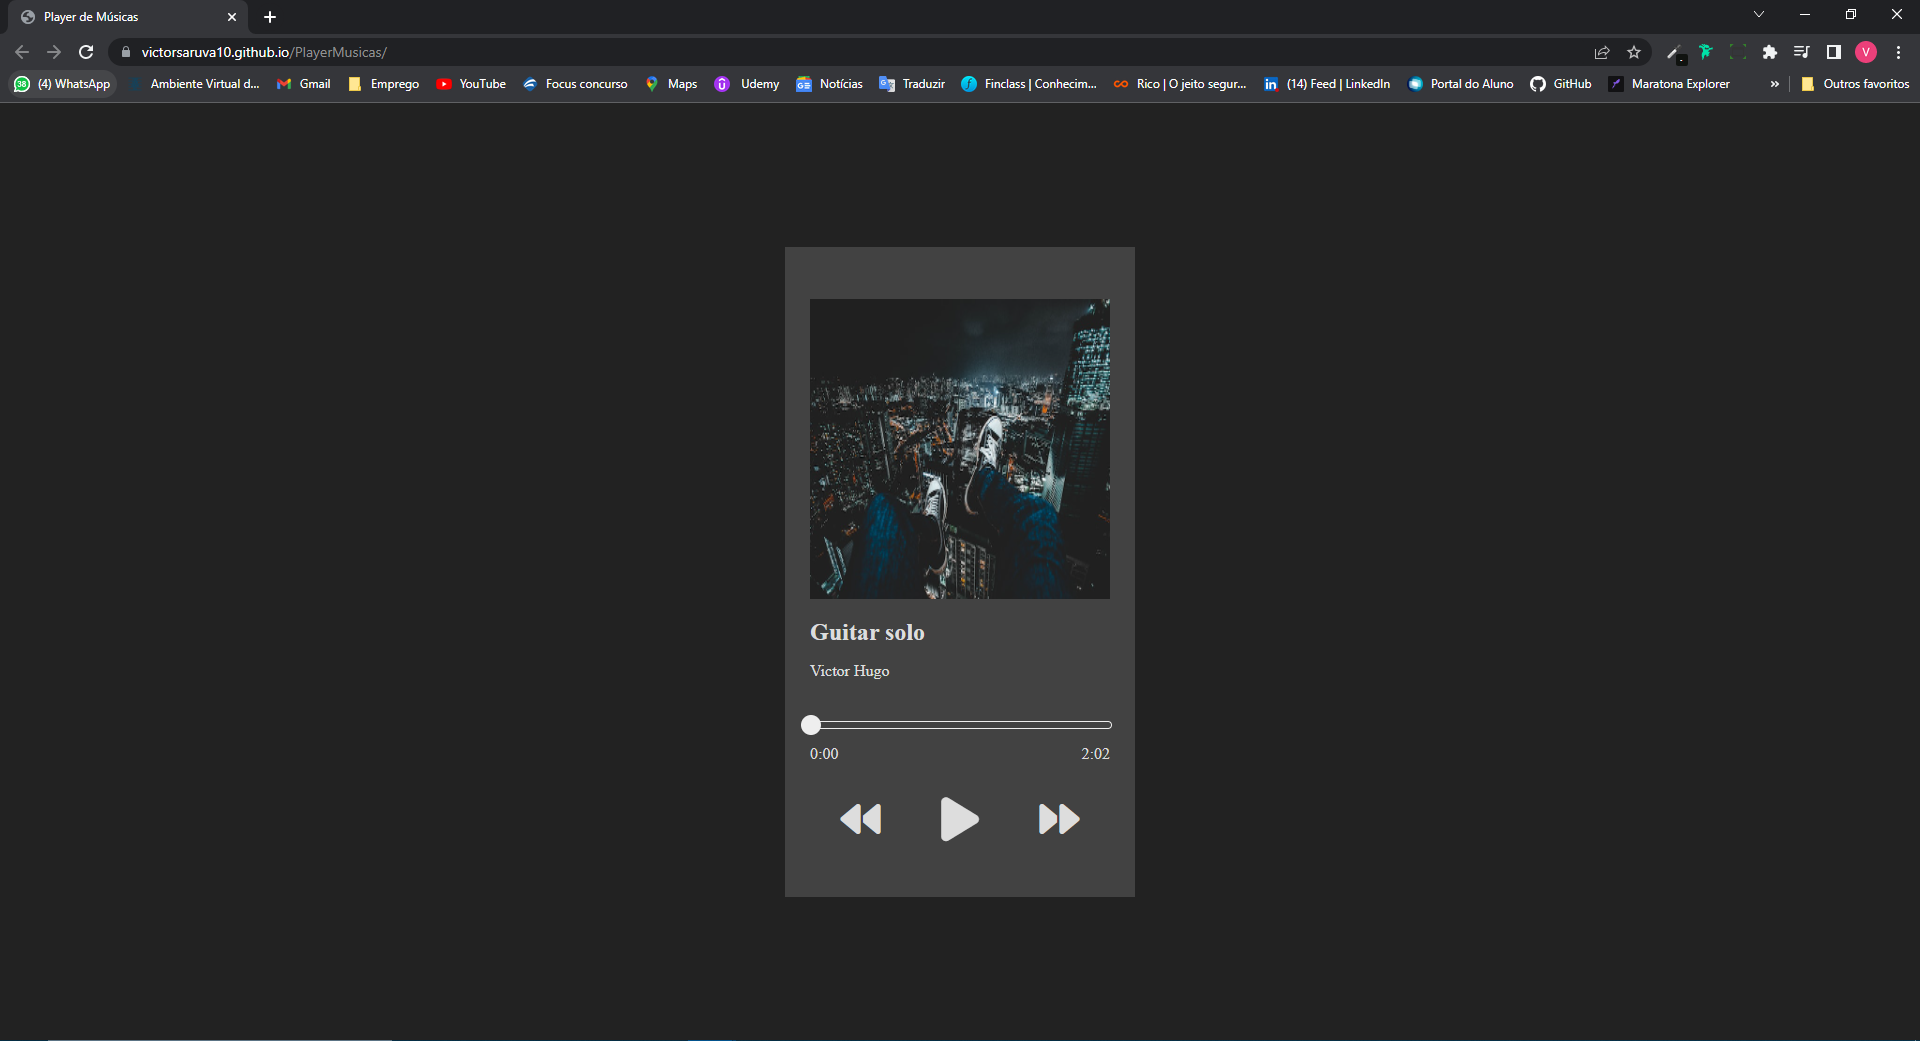 Player de Músicas
victorsaruva10.github.io/PlayerMusicas/
V
38 (4) WhatsApp Ambiente Virtual d... Gmail Emprego YouTube Focus concurso Maps Udemy Notícias Traduzir Finclass | Conhecim... Rico | O jeito segur... (14) Feed | LinkedIn Portal do Aluno GitHub Maratona Explorer » Outros favoritos
Guitar solo
Victor Hugo
0:00 2:02